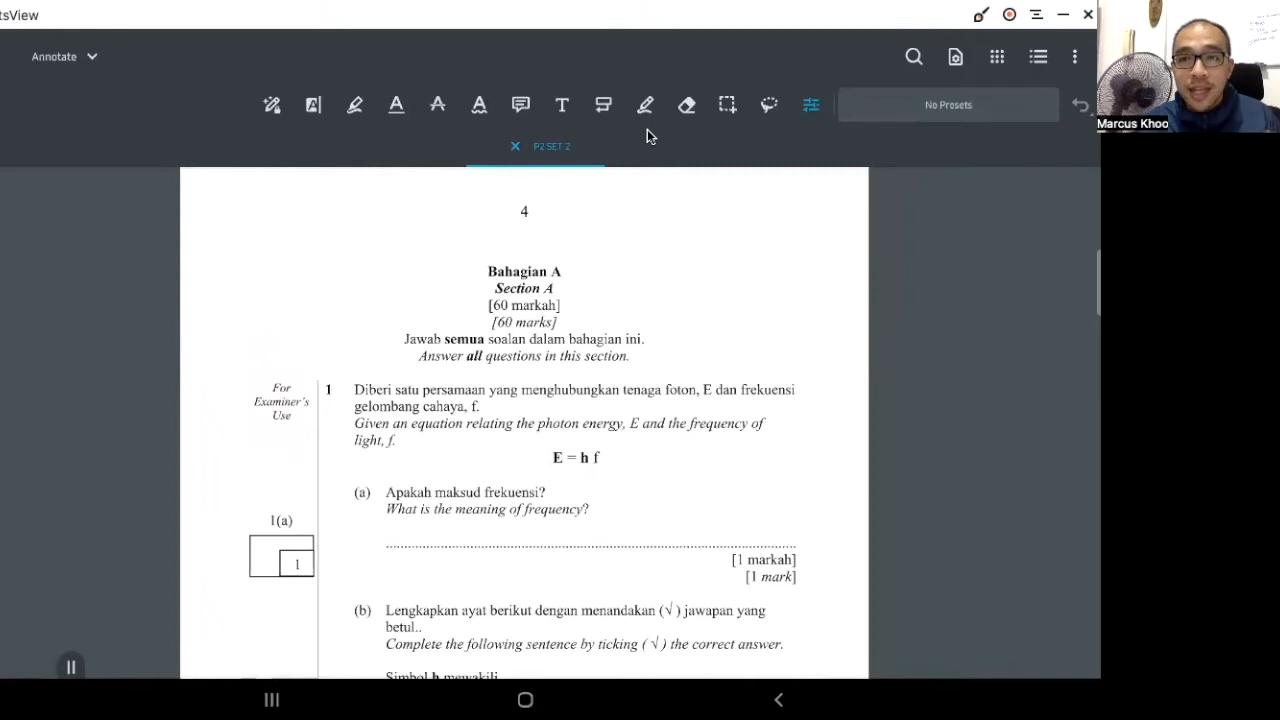 tsView
Annotate
No Presets
Marcus Khoo
P2 SET 2
4
Bahagian A
Section A
[60 markah]
[60 marks]
Jawab semua soalan dalam bahagian ini.
Answer all questions in this section.
For
Examiner's
Use
1 Diberi satu persamaan yang menghubungkan tenaga foton, E dan frekuensi
gelombang cahaya, f.
Given an equation relating the photon energy, E and the frequency of
light, f.
E = h f
(a) Apakah maksud frekuensi?
What is the meaning of frequency?
1(a)
1
[1 markah]
[1 mark]
(b) Lengkapkan ayat berikut dengan menandakan (√ ) jawapan yang
betul..
Complete the following sentence by ticking ( √ ) the correct answer.
Simbol h mewakili